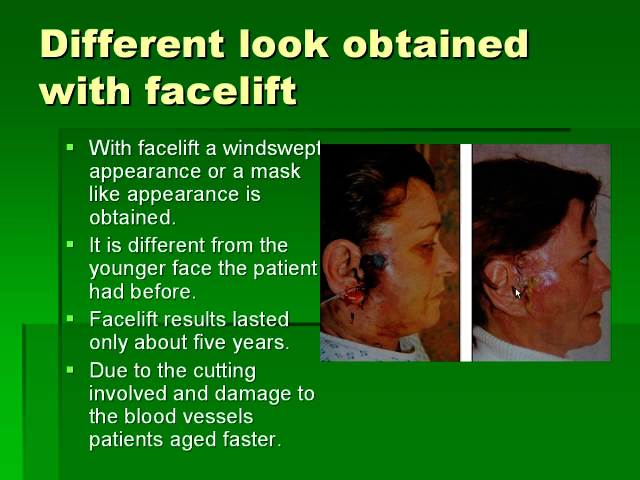 Different look obtained
with facelift
With facelift a windswept
appearance or a mask
like appearance is
obtained.
It is different from the
younger face the patient
had before.
Facelift results lasted
only about five years.
Due to the cutting
involved and damage to
the blood vessels
patients aged faster.